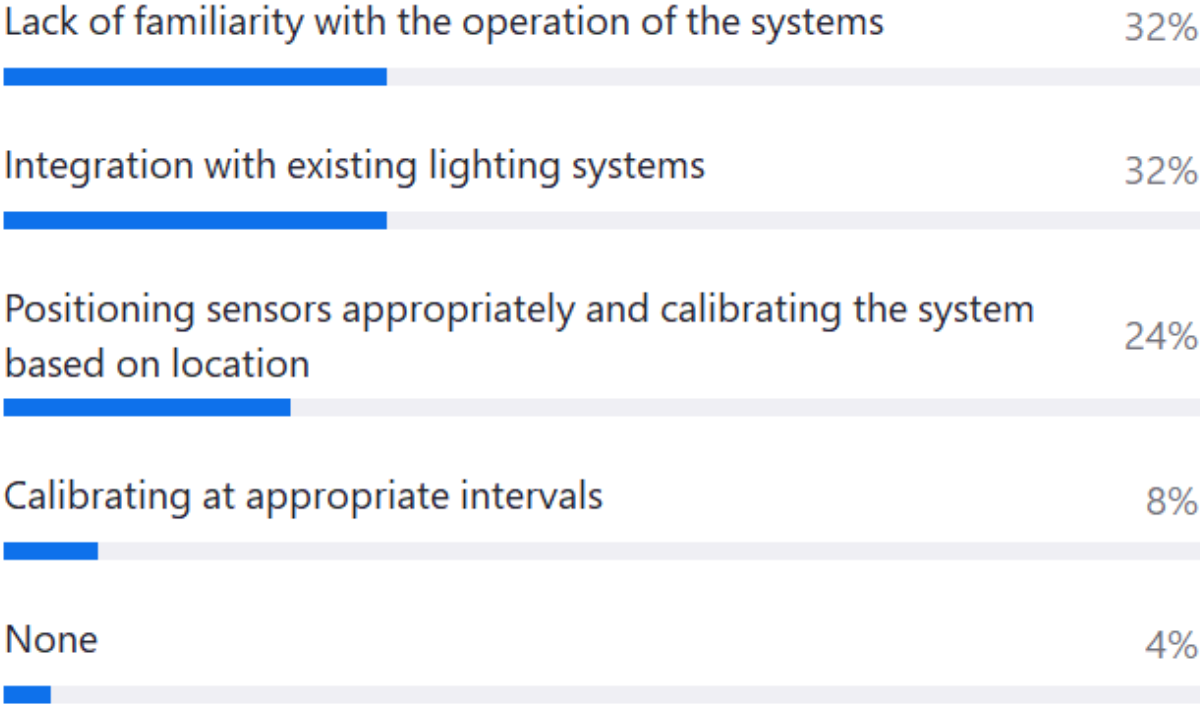 Lack of familiarity with the operation of the systems 32%
Integration with existing lighting systems 32%
Positioning sensors appropriately and calibrating the system
based on location 24%
Calibrating at appropriate intervals 8%
None 4%